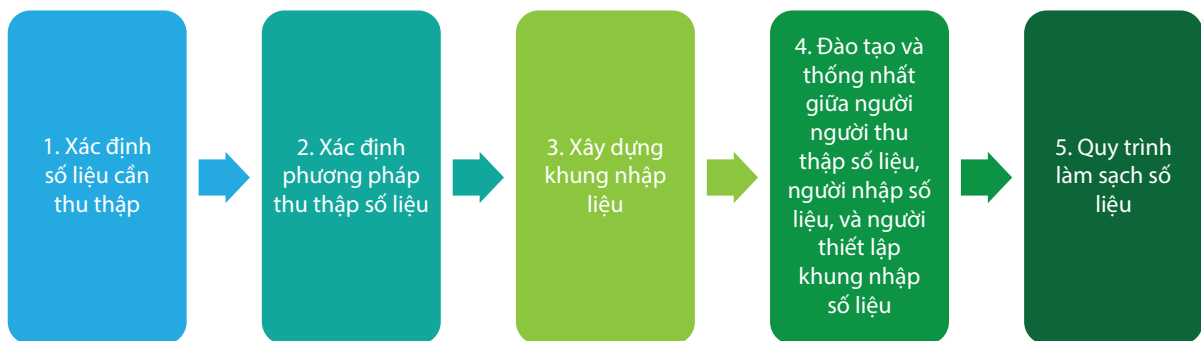 1. Xác định
số liệu cần
thu thập
2. Xác định
phương pháp
thu thập số liệu
3. Xây dựng
khung nhập
liệu
4. Đào tạo và
thống nhất
giữa người
người thu
thập số liệu,
người nhập số
liệu, và người
thiết lập
khung nhập
số liệu
5. Quy trình
làm sạch số
liệu